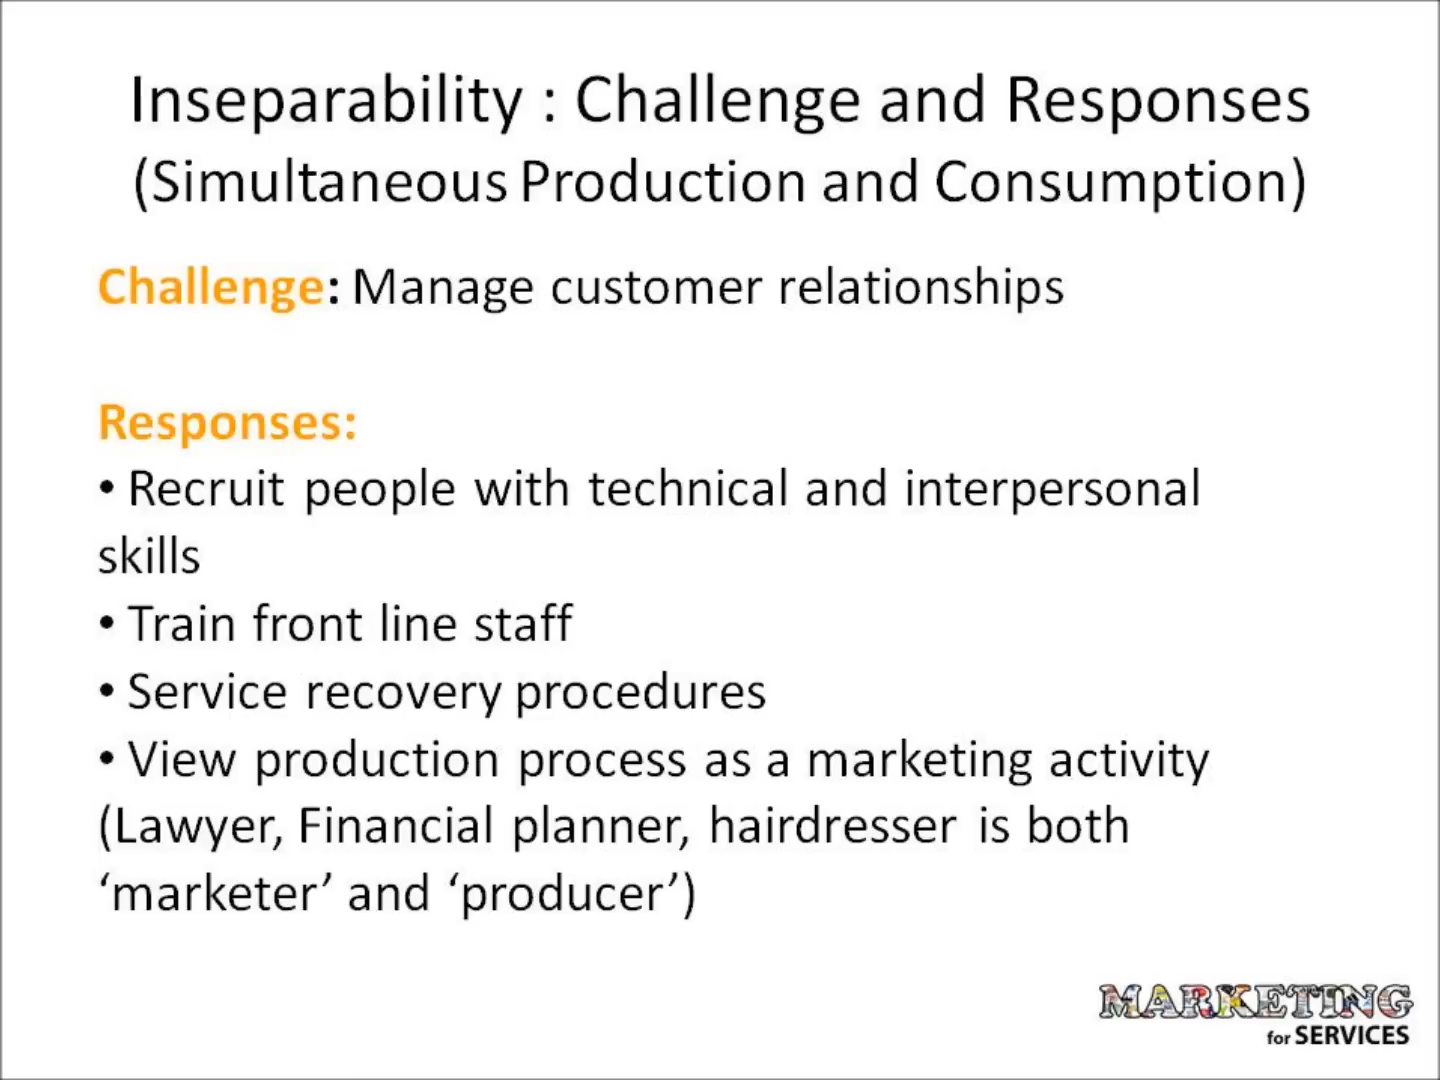 Inseparability : Challenge and Responses
(Simultaneous Production and Consumption)
Challenge: Manage customer relationships
Responses:
• Recruit people with technical and interpersonal
skills
• Train front line staff
• Service recovery procedures
• View production process as a marketing activity
(Lawyer, Financial planner, hairdresser is both
‘marketer’ and ‘producer’)
MARKETING
for SERVICES